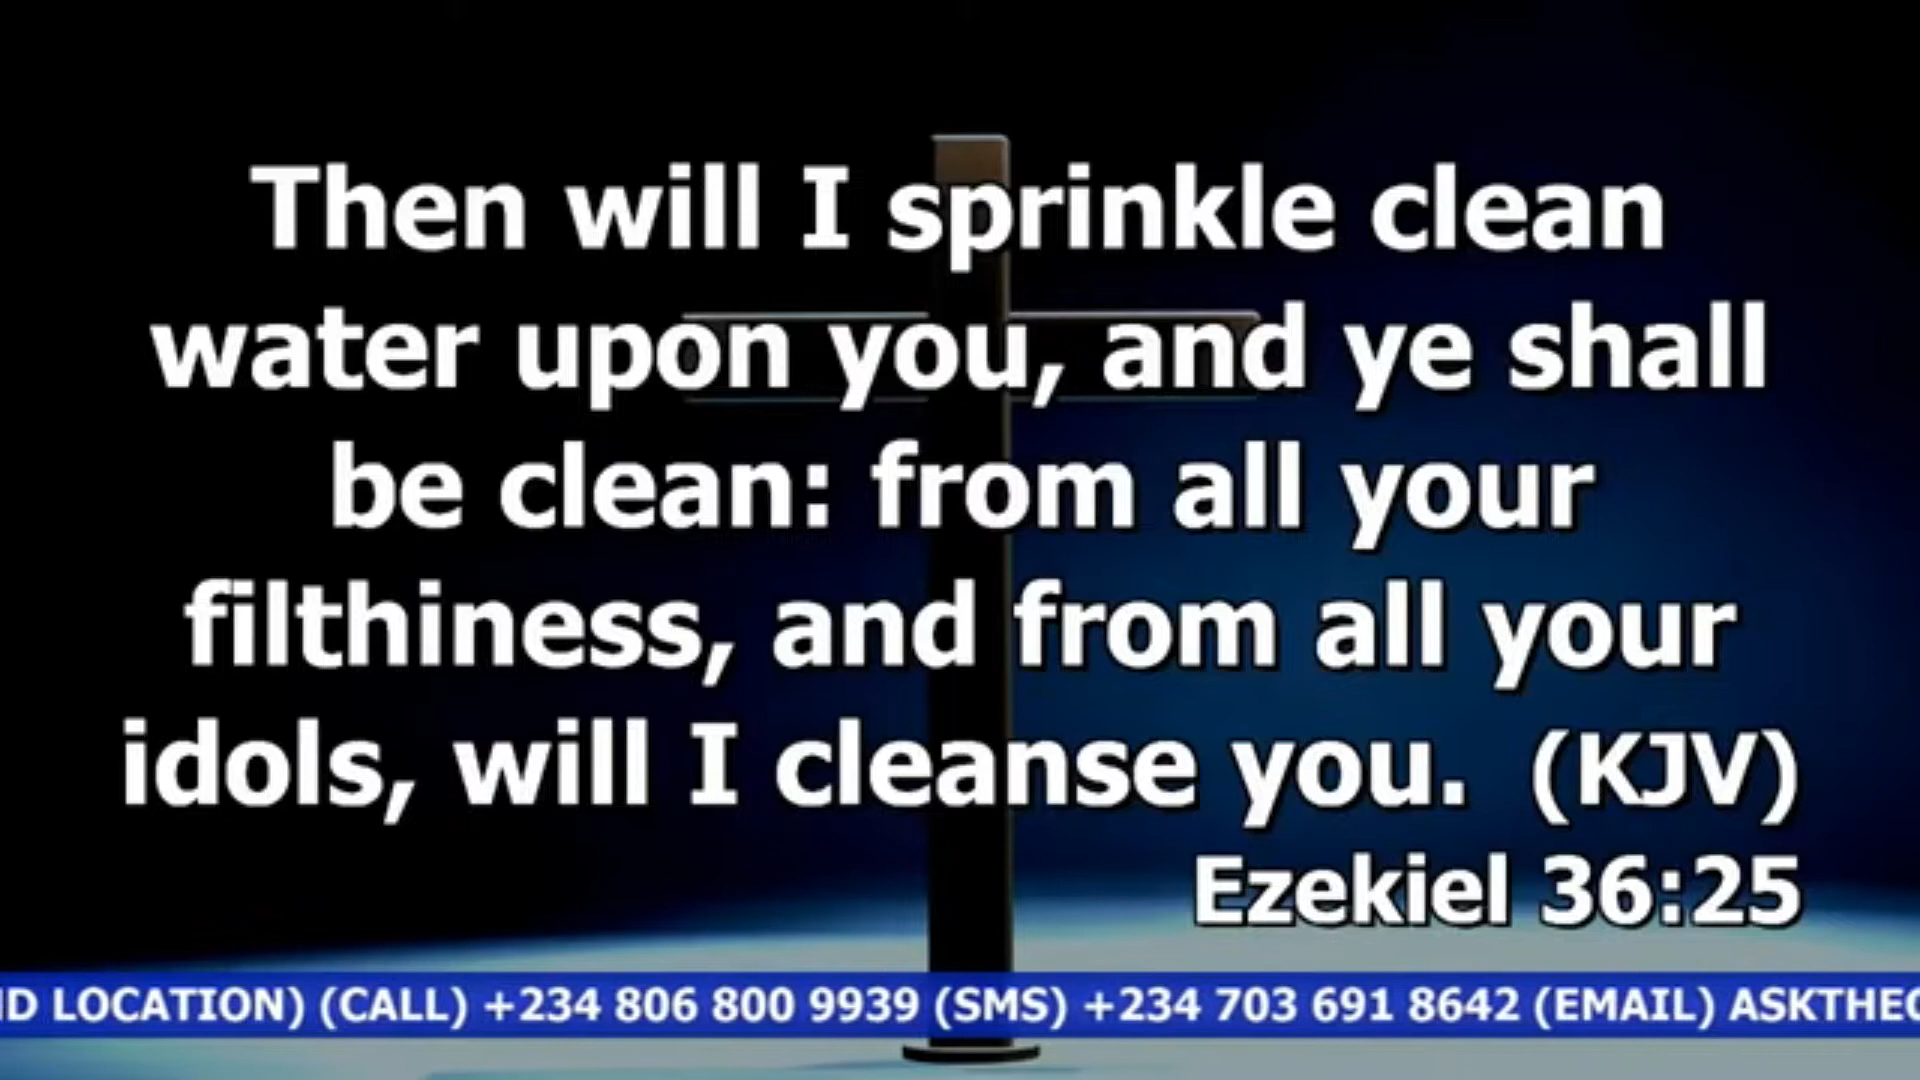 Then will I sprinkle clean
water upon you, and ye shall
be clean: from all your
filthiness, and from all your
idols, will I cleanse you. (KJV)
Ezekiel 36:25
LOCATION) (CALL) +234 806 800 9939 (SMS) +234 703 691 8642 (EMAIL)